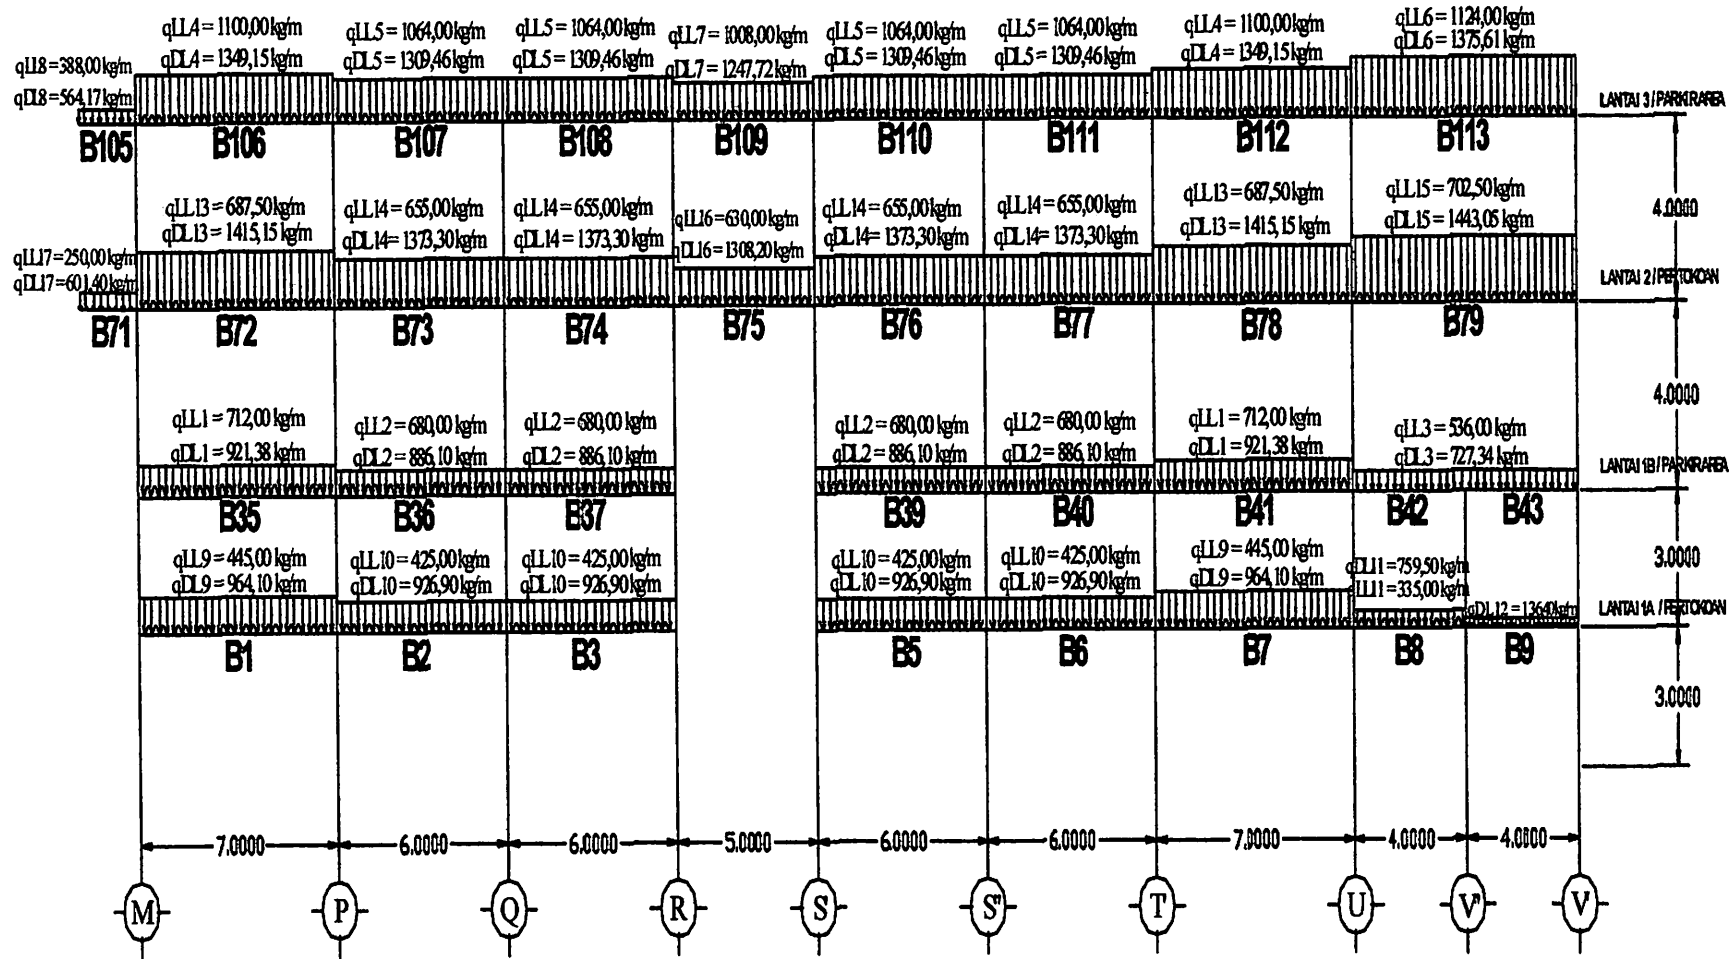 qLL4 = 1100,00 kg/m
qDL4 = 1349,15 kg/m
qLL5 = 1064,00 kg/m
qDL5 = 1309,46 kg/m
qLL5 = 1064,00 kg/m
qDL5 = 1309,46 kg/m
qLL7 = 1008,00 kg/m
qDL7 = 1247,72 kg/m
qLL5 = 1064,00 kg/m
qDL5 = 1309,46 kg/m
qLL5 = 1064,00 kg/m
qDL5 = 1309,46 kg/m
qLL4 = 1100,00 kg/m
qDL4 = 1349,15 kg/m
qLL6 = 1124,00 kg/m
qDL6 = 1375,61 kg/m
qLL8 = 388,00 kg/m
qDL8 = 564,17 kg/m
LANTAI 3 / PARKIR AREA
B105 B106 B107 B108 B109 B110 B111 B112 B113
qLL13 = 687,50 kg/m
qDL13 = 1415,15 kg/m
qLL14 = 655,00 kg/m
qDL14 = 1373,30 kg/m
qLL14 = 655,00 kg/m
qDL14 = 1373,30 kg/m
qLL16 = 630,00 kg/m
qDL16 = 1308,20 kg/m
qLL14 = 655,00 kg/m
qDL14 = 1373,30 kg/m
qLL14 = 655,00 kg/m
qDL14 = 1373,30 kg/m
qLL13 = 687,50 kg/m
qDL13 = 1415,15 kg/m
qLL15 = 702,50 kg/m
qDL15 = 1443,05 kg/m
4.0000
qLL17 = 250,00 kg/m
qDL17 = 601,40 kg/m
LANTAI 2 / PERTOKOAN
B71 B72 B73 B74 B75 B76 B77 B78 B79
4.0000
qLL1 = 712,00 kg/m
qDL1 = 921,38 kg/m
qLL2 = 680,00 kg/m
qDL2 = 886,10 kg/m
qLL2 = 680,00 kg/m
qDL2 = 886,10 kg/m
qLL2 = 680,00 kg/m
qDL2 = 886,10 kg/m
qLL2 = 680,00 kg/m
qDL2 = 886,10 kg/m
qLL1 = 712,00 kg/m
qDL1 = 921,38 kg/m
qLL3 = 536,00 kg/m
qDL3 = 727,34 kg/m
LANTAI 1B / PARKIR AREA
B35 B36 B37 B39 B40 B41 B42 B43
qLL9 = 445,00 kg/m
qDL9 = 964,10 kg/m
qLL10 = 425,00 kg/m
qDL10 = 926,90 kg/m
qLL10 = 425,00 kg/m
qDL10 = 926,90 kg/m
qLL10 = 425,00 kg/m
qDL10 = 926,90 kg/m
qLL10 = 425,00 kg/m
qDL10 = 926,90 kg/m
qLL9 = 445,00 kg/m
qDL9 = 964,10 kg/m
qDL11 = 759,50 kg/m
LL11 = 335,00 kg/m
qDL12 = 13640 kg/m
3.0000
LANTAI 1A / PERTOKOAN
B1 B2 B3 B5 B6 B7 B8 B9
3.0000
7.0000 6.0000 6.0000 5.0000 6.0000 6.0000 7.0000 4.0000 4.0000
M P Q R S S' T U V' V